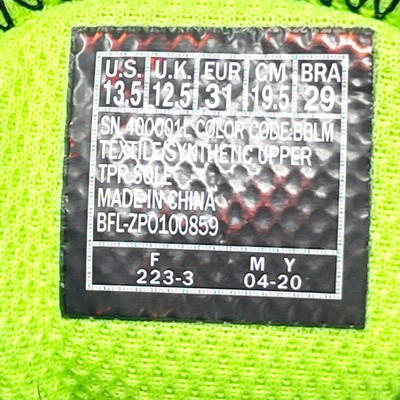 U.S. U.K. EUR CM BRA
13.5 12.5 31 19.5 29
SN 400001L COLOR CODE:BBLM
TEXTILE/SYNTHETIC UPPER
TPR SOLE
MADE IN CHINA
BFL-ZPO100859
F M Y
223-3 04-20